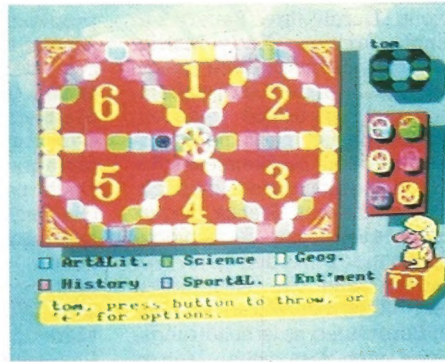 tom
1
6 2
5 3
4
Art&Lit. Science Geog.
History Sport&L. Ent'ment
TP
tom, press button to throw, or
'←' for options.